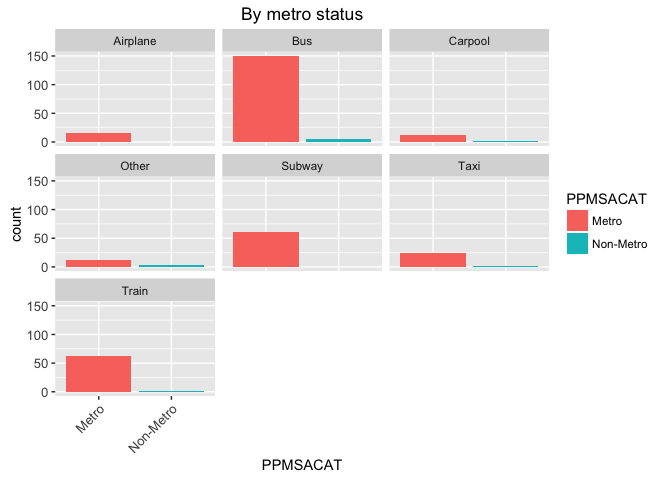 By metro status
Airplane
Bus
Carpool
150
100
50
0
Other
Subway
Taxi
150
100
50
0
Train
150
100
50
0
count
Metro
Non-Metro
PPMSACAT
PPMSACAT
Metro
Non-Metro